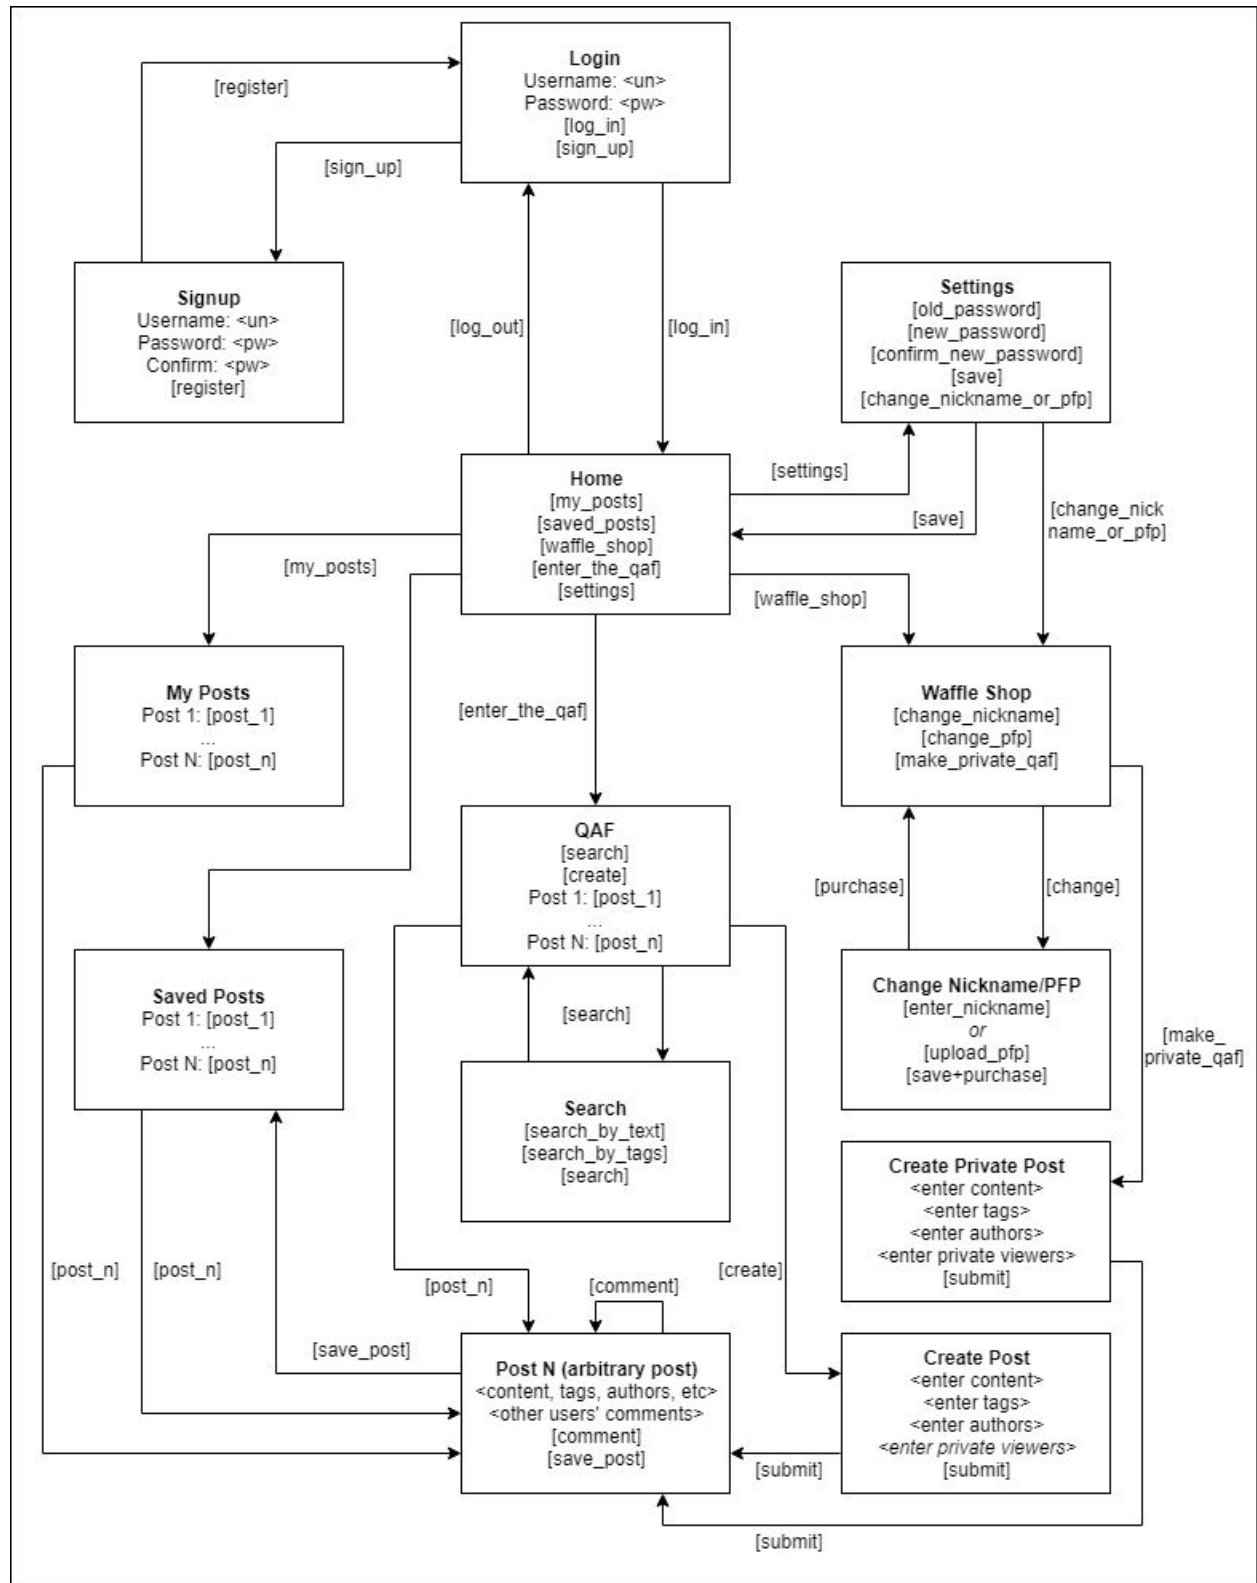 Login
Username: <un>
Password: <pw>
[log_in]
[sign_up]
[register]
[sign_up]
Signup
Username: <un>
Password: <pw>
Confirm: <pw>
[register]
[log_out]
[log_in]
Settings
[old_password]
[new_password]
[confirm_new_password]
[save]
[change_nickname_or_pfp]
Home
[my_posts]
[saved_posts]
[waffle_shop]
[enter_the_qaf]
[settings]
[settings]
[save]
[change_nick
name_or_pfp]
[my_posts]
[waffle_shop]
My Posts
Post 1: [post_1]
...
Post N: [post_n]
[enter_the_qaf]
Waffle Shop
[change_nickname]
[change_pfp]
[make_private_qaf]
QAF
[search]
[create]
Post 1: [post_1]
...
Post N: [post_n]
[purchase]
[change]
Saved Posts
Post 1: [post_1]
...
Post N: [post_n]
[search]
Change Nickname/PFP
[enter_nickname]
or
[upload_pfp]
[save+purchase]
[make_
private_qaf]
Search
[search_by_text]
[search_by_tags]
[search]
Create Private Post
<enter content>
<enter tags>
<enter authors>
<enter private viewers>
[submit]
[post_n]
[post_n]
[post_n]
[comment]
[create]
[save_post]
Post N (arbitrary post)
<content, tags, authors, etc>
<other users' comments>
[comment]
[save_post]
Create Post
<enter content>
<enter tags>
<enter authors>
<enter private viewers>
[submit]
[submit]
[submit]